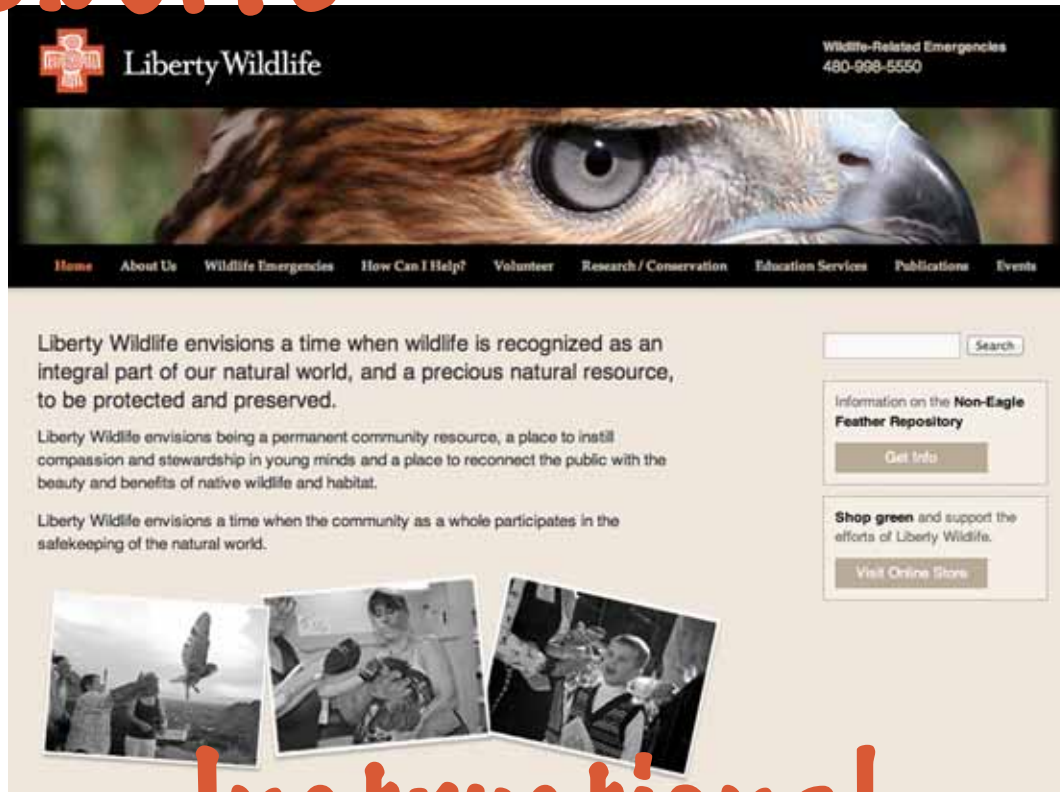 Liberty Wildlife
Wildlife-Related Emergencies
480-998-5550
Home About Us Wildlife Emergencies How Can I Help? Volunteer Research / Conservation Education Services Publications Events
Liberty Wildlife envisions a time when wildlife is recognized as an
integral part of our natural world, and a precious natural resource,
to be protected and preserved.
Liberty Wildlife envisions being a permanent community resource, a place to instill
compassion and stewardship in young minds and a place to reconnect the public with the
beauty and benefits of native wildlife and habitat.
Liberty Wildlife envisions a time when the community as a whole participates in the
safekeeping of the natural world.
Search
Information on the Non-Eagle
Feather Repository
Get Info
Shop green and support the
efforts of Liberty Wildlife.
Visit Online Store
Instructional